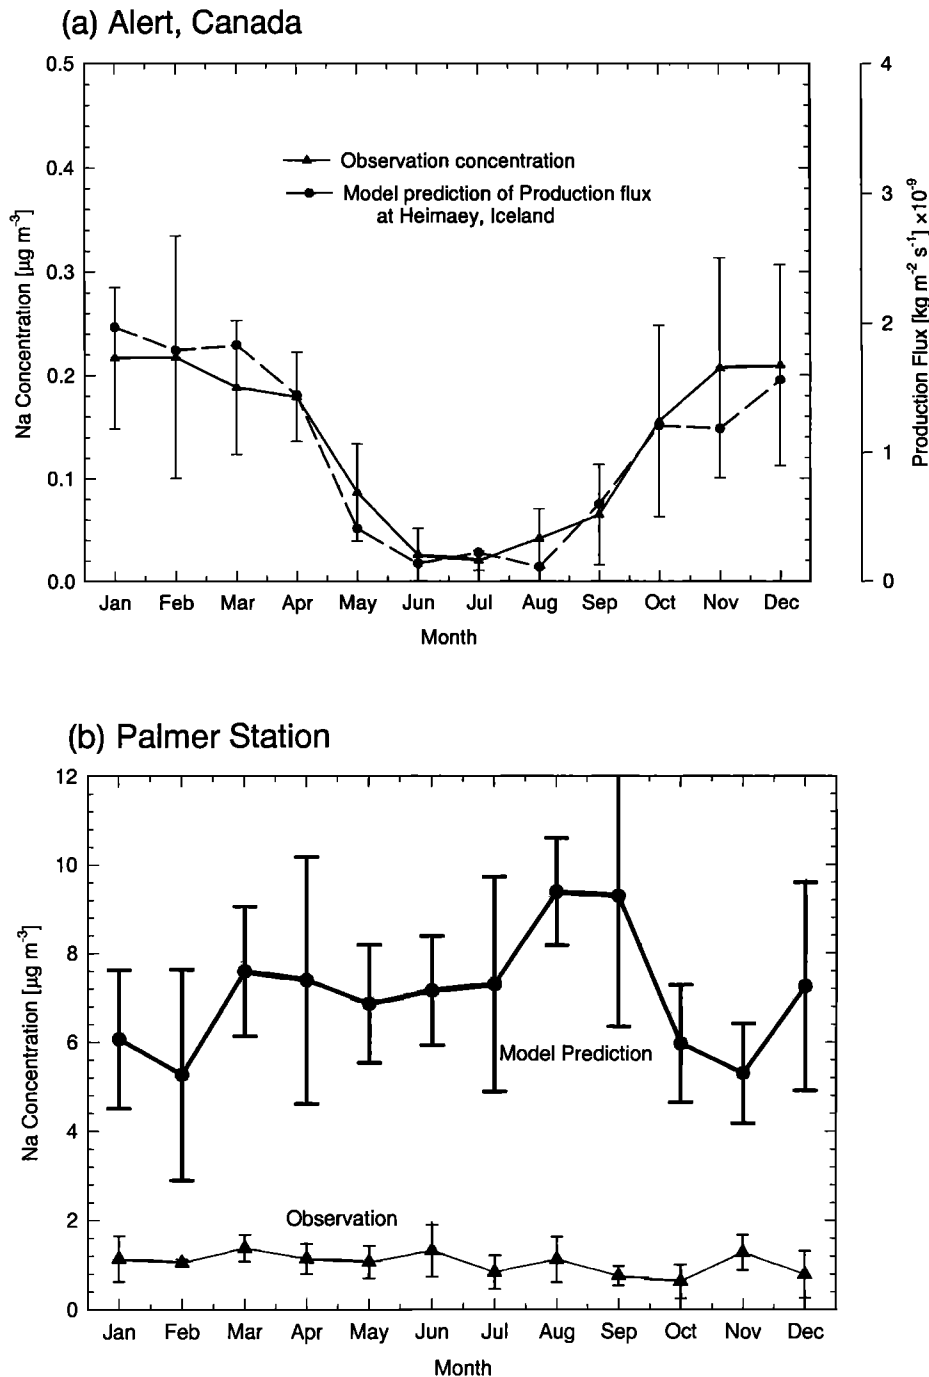 (a) Alert, Canada
0.5
0.4
0.3
0.2
0.1
0.0
Na Concentration [µg m⁻³]
Observation concentration
Model prediction of Production flux
at Heimaey, Iceland
4
3
2
1
0
Production Flux [kg m⁻² s⁻¹] ×10⁻⁹
Jan Feb Mar Apr May Jun Jul Aug Sep Oct Nov Dec
Month
(b) Palmer Station
12
10
8
6
4
2
0
Na Concentration [µg m⁻³]
Model Prediction
Observation
Jan Feb Mar Apr May Jun Jul Aug Sep Oct Nov Dec
Month